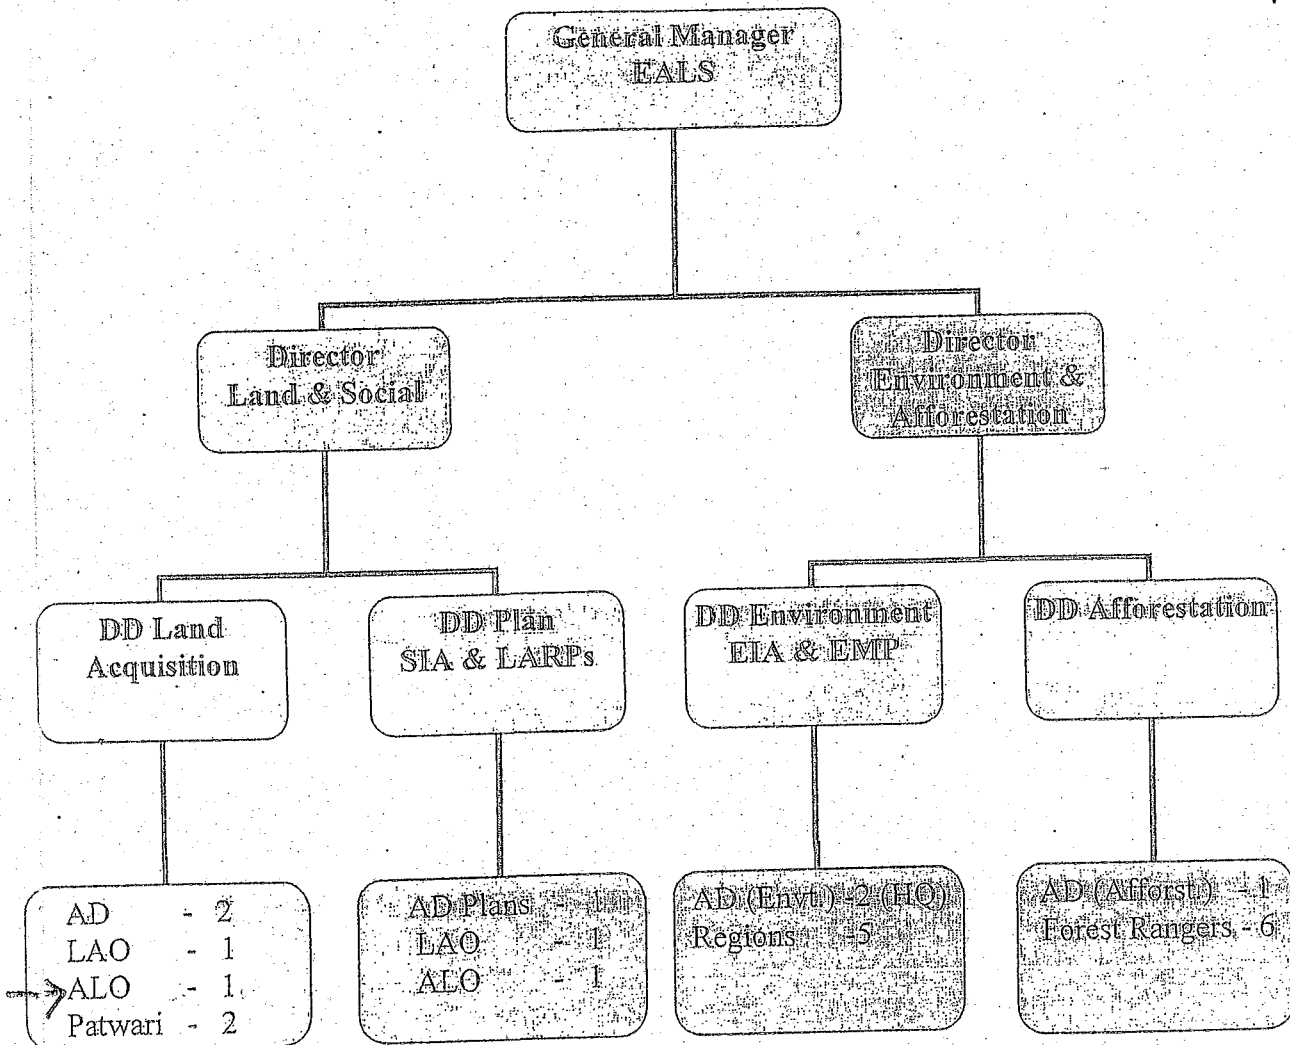 General Manager
EALS
Director
Land & Social
Director
Environment &
Afforestation
DD Land
Acquisition
DD Plan
SIA & LARPs
DD Environment
EIA & EMP
DD Afforestation
AD - 2
LAO - 1
ALO - 1
Patwari - 2
AD Plans - 1
LAO - 1
ALO - 1
AD (Envt.) -2 (HQ)
Regions -5
AD (Afforst.) - 1
Forest Rangers - 6